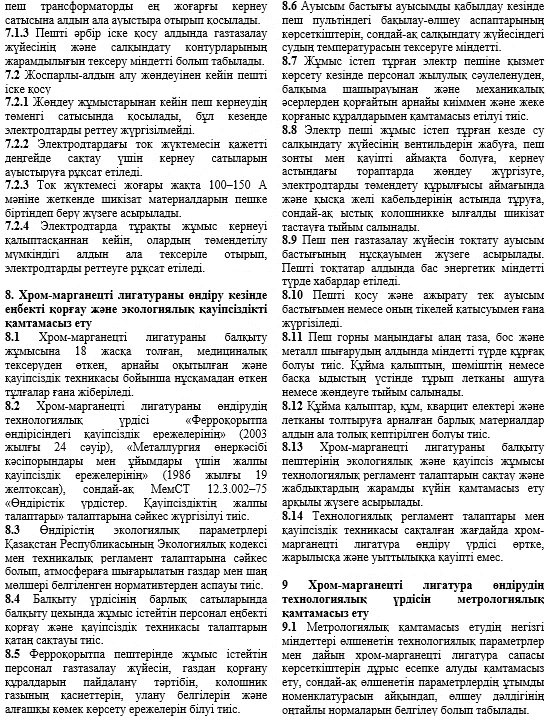 пеш трансформаторды ең жоғарғы кернеу
сатысына алдын ала ауыстыра отырып қосылады.
7.1.3 Пешті әрбір іске қосу алдында газтазалау
жүйесінің және салқындату контурларының
жарамдылығын тексеру міндетті болып табылады.
7.2 Жоспарлы-алдын алу жөндеуінен кейін пешті
іске қосу
7.2.1 Жөндеу жұмыстарынан кейін пеш кернеудің
төменгі сатысында қосылады, бұл кезеңде
электродтарды реттеу жүргізілмейді.
7.2.2 Электродтардағы ток жүктемесін қажетті
деңгейде сақтау үшін кернеу сатыларын
ауыстыруға рұқсат етіледі.
7.2.3 Ток жүктемесі жоғары жақта 100–150 А
мәніне жеткенде шикізат материалдарын пешке
біртіндеп беру жүзеге асырылады.
7.2.4 Электродтарда тұрақты жұмыс кернеуі
қалыптасқаннан кейін, олардың төмендетілу
мүмкіндігі алдын ала тексеріле отырып,
электродтарды реттеуге рұқсат етіледі.
8. Хром-марганецті лигатураны өндіру кезінде
еңбекті қорғау және экологиялық қауіпсіздікті
қамтамасыз ету
8.1 Хром-марганецті лигатураны балқыту
жұмысына 18 жасқа толған, медициналық
тексеруден өткен, арнайы оқытылған және
қауіпсіздік техникасы бойынша нұсқамадан өткен
тұлғалар ғана жіберіледі.
8.2 Хром-марганецті лигатураны өндірудің
технологиялық үрдісі «Ферроқорытпа
өндірісіндегі қауіпсіздік ережелерінің» (2003
жылғы 24 сәуір), «Металлургия өнеркәсібі
кәсіпорындары мен ұйымдары үшін жалпы
қауіпсіздік ережелерінің» (1986 жылғы 19
желтоқсан), сондай-ақ МемСТ 12.3.002–75
«Өндірістік үрдістер. Қауіпсіздіктің жалпы
талаптары» талаптарына сәйкес жүргізілуі тиіс.
8.3 Өндірістің экологиялық параметрлері
Қазақстан Республикасының Экологиялық кодексі
мен техникалық регламент талаптарына сәйкес
болып, атмосфераға шығарылатын газдар мен шаң
мөлшері белгіленген нормативтерден аспауы тиіс.
8.4 Балқыту үрдісінің барлық сатыларында
балқыту цехында жұмыс істейтін персонал еңбекті
қорғау және қауіпсіздік техникасы талаптарын
қатаң сақтауы тиіс.
8.5 Ферроқорытпа пештерінде жұмыс істейтін
персонал газтазалау жүйесін, газдан қорғану
құралдарын пайдалану тәртібін, колошник
газының қасиеттерін, улану белгілерін және
алғашқы көмек көрсету ережелерін білуі тиіс.
8.6 Ауысым бастығы ауысымды қабылдау кезінде
пеш пультіндегі бақылау-өлшеу аспаптарының
көрсеткіштерін, сондай-ақ салқындату жүйесіндегі
судың температурасын тексеруге міндетті.
8.7 Жұмыс істеп тұрған электр пешіне қызмет
көрсету кезінде персонал жылулық сәулеленуден,
балқыма шашырауынан және механикалық
әсерлерден қорғайтын арнайы киіммен және жеке
қорғаныс құралдарымен қамтамасыз етілуі тиіс.
8.8 Электр пеші жұмыс істеп тұрған кезде су
салқындату жүйесінің вентильдерін жабуға, пеш
зонты мен қауіпті аймақта болуға, кернеу
астындағы тораптарда жөндеу жүргізуге,
электродтарды төмендету құрылғысы аймағында
және қысқа желі кабельдерінің астында тұруға,
сондай-ақ ыстық колошникке ылғалды шикізат
тастауға тыйым салынады.
8.9 Пеш пен газтазалау жүйесін тоқтату ауысым
бастығының нұсқауымен жүзеге асырылады.
Пешті тоқтатар алдында бас энергетик міндетті
түрде хабардар етіледі.
8.10 Пешті қосу және ажырату тек ауысым
бастығымен немесе оның тікелей қатысуымен ғана
жүргізіледі.
8.11 Пеш горны маңындағы алаң таза, бос және
металл шығарудың алдында міндетті түрде құрғақ
болуы тиіс. Құйма қалыптың, шөміштің немесе
басқа ыдыстың үстінде тұрып летканы ашуға
немесе жөндеуге тыйым салынады.
8.12 Құйма қалыптар, құм, кварцит електері және
летканы толтыруға арналған барлық материалдар
алдын ала толық кептірілген болуы тиіс.
8.13 Хром-марганецті лигатураны балқыту
пештерінің экологиялық және қауіпсіз жұмысы
технологиялық регламент талаптарын сақтау және
жабдықтардың жарамды күйін қамтамасыз ету
арқылы жүзеге асырылады.
8.14 Технологиялық регламент талаптары мен
қауіпсіздік техникасы сақталған жағдайда хром-
марганецті лигатура өндіру үрдісі өртке,
жарылысқа және уыттылыққа қауіпті емес.
9 Хром-марганецті лигатура өндірудің
технологиялық үрдісін метрологиялық
қамтамасыз ету
9.1 Метрологиялық қамтамасыз етудің негізгі
міндеттері өлшенетін технологиялық параметрлер
мен дайын хром-марганецті лигатура сапасы
көрсеткіштерін дұрыс есепке алуды қамтамасыз
ету, сондай-ақ өлшенетін параметрлердің ұтымды
номенклатурасын айқындап, өлшеу дәлдігінің
оңтайлы нормаларын белгілеу болып табылады.